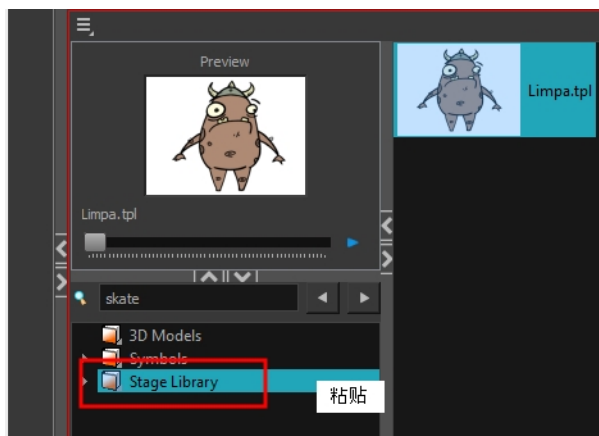 Preview
Limpa.tpl
Limpa.tpl
skate
3D Models
Symbols
Stage Library
粘贴